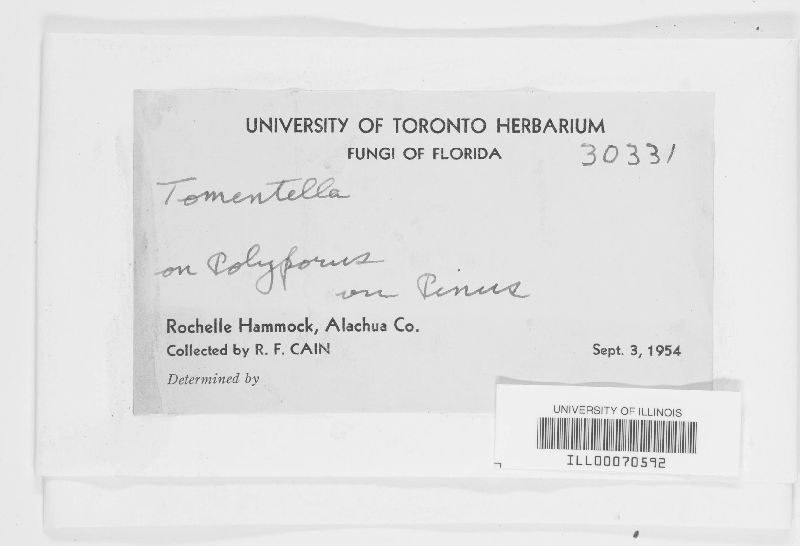 UNIVERSITY OF TORONTO HERBARIUM
FUNGI OF FLORIDA 30331
Tomentella
on Polyporus
on Pinus
Rochelle Hammock, Alachua Co.
Collected by R. F. CAIN Sept. 3, 1954
Determined by
UNIVERSITY OF ILLINOIS
ILL00070592